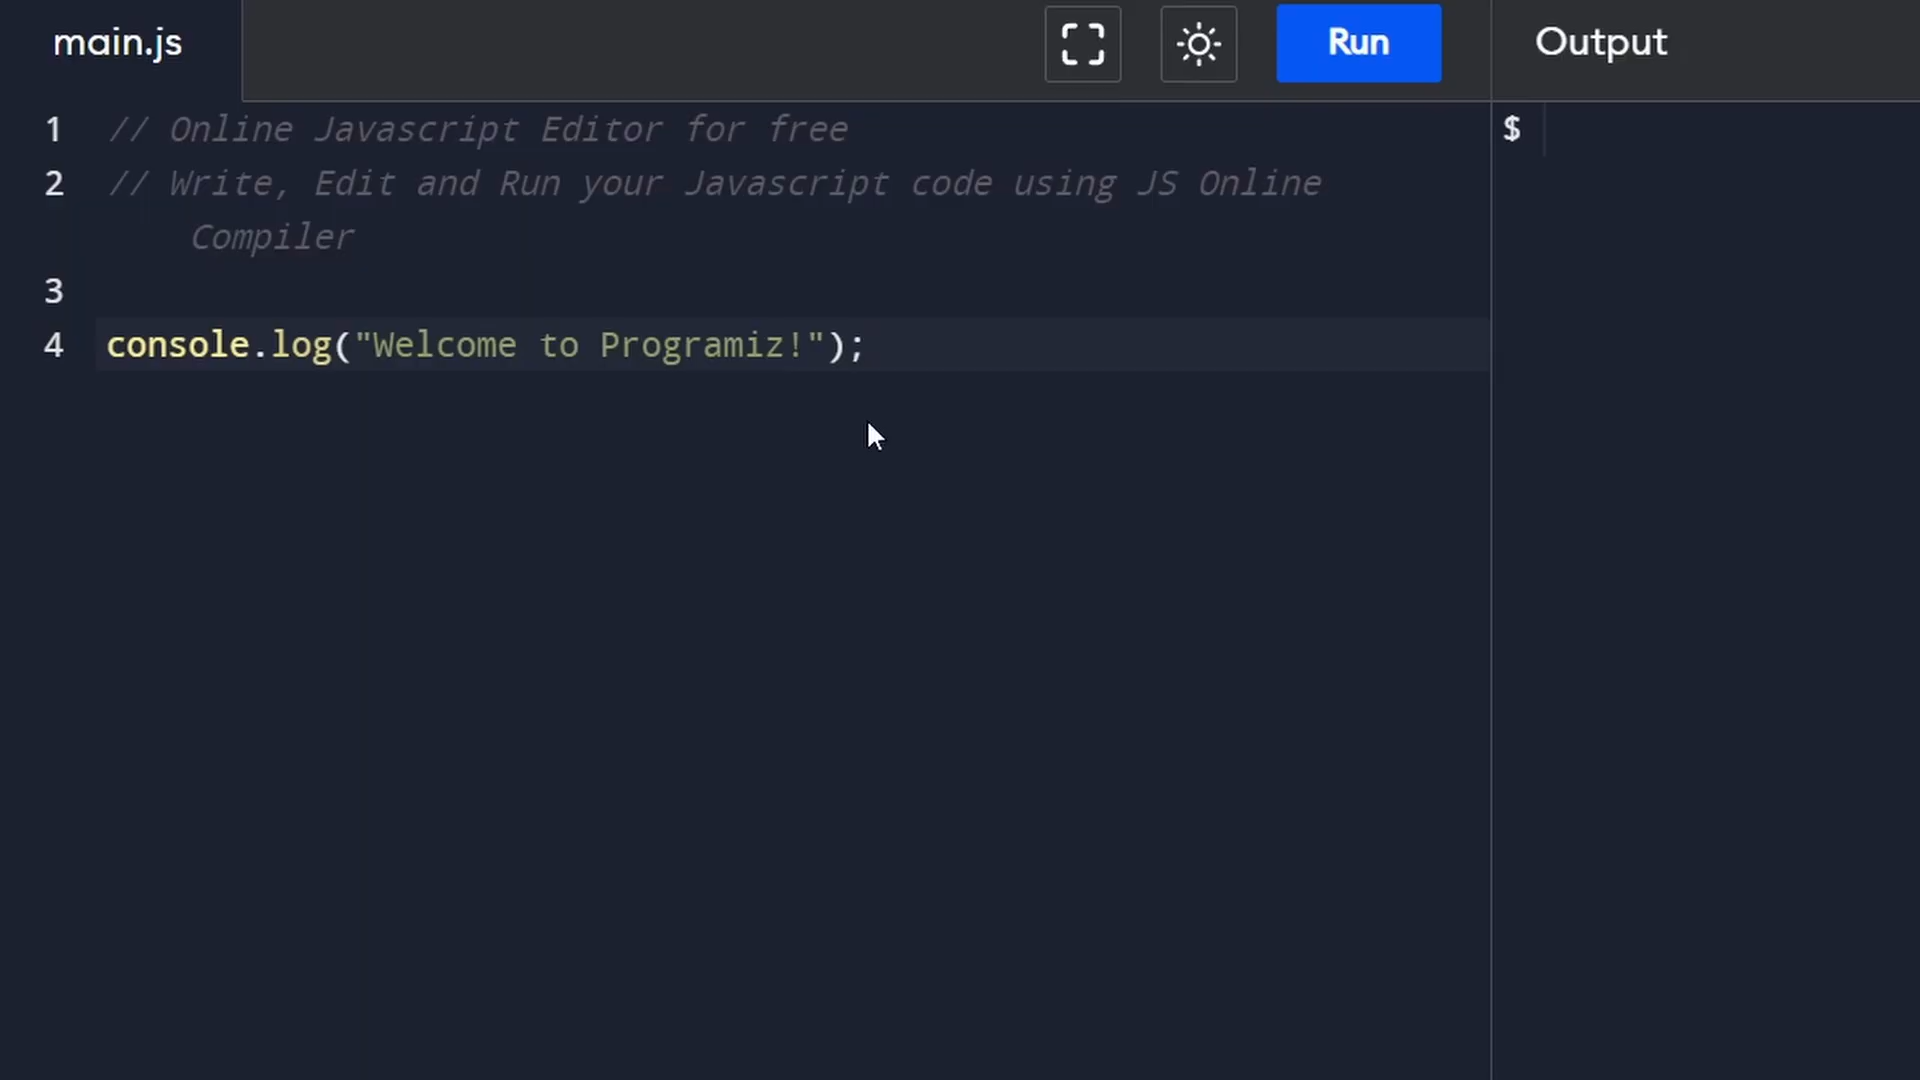 main.js
Run
Output
1 // Online Javascript Editor for free
2 // Write, Edit and Run your Javascript code using JS Online
Compiler
3
4 console.log("Welcome to Programiz!");
$